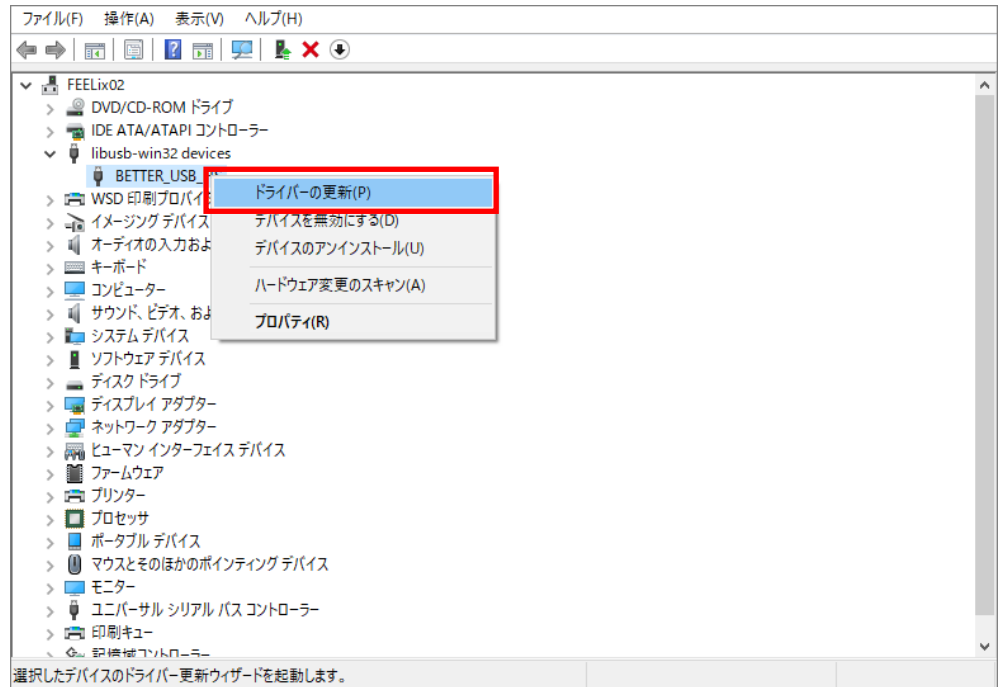 ファイル(F) 操作(A) 表示(V) ヘルプ(H)
FEELix02
DVD/CD-ROM ドライブ
IDE ATA/ATAPI コントローラー
libusb-win32 devices
BETTER_USB_
ドライバーの更新(P)
WSD 印刷プロバイ
デバイスを無効にする(D)
イメージング デバイス
オーディオの入力およ
デバイスのアンインストール(U)
キーボード
ハードウェア変更のスキャン(A)
コンピューター
サウンド、ビデオ、およ
プロパティ(R)
システム デバイス
ソフトウェア デバイス
ディスク ドライブ
ディスプレイ アダプター
ネットワーク アダプター
ヒューマン インターフェイス デバイス
ファームウェア
プリンター
プロセッサ
ポータブル デバイス
マウスとそのほかのポインティング デバイス
モニター
ユニバーサル シリアル バス コントローラー
印刷キュー
記憶域コントローラー
選択したデバイスのドライバー更新ウィザードを起動します。